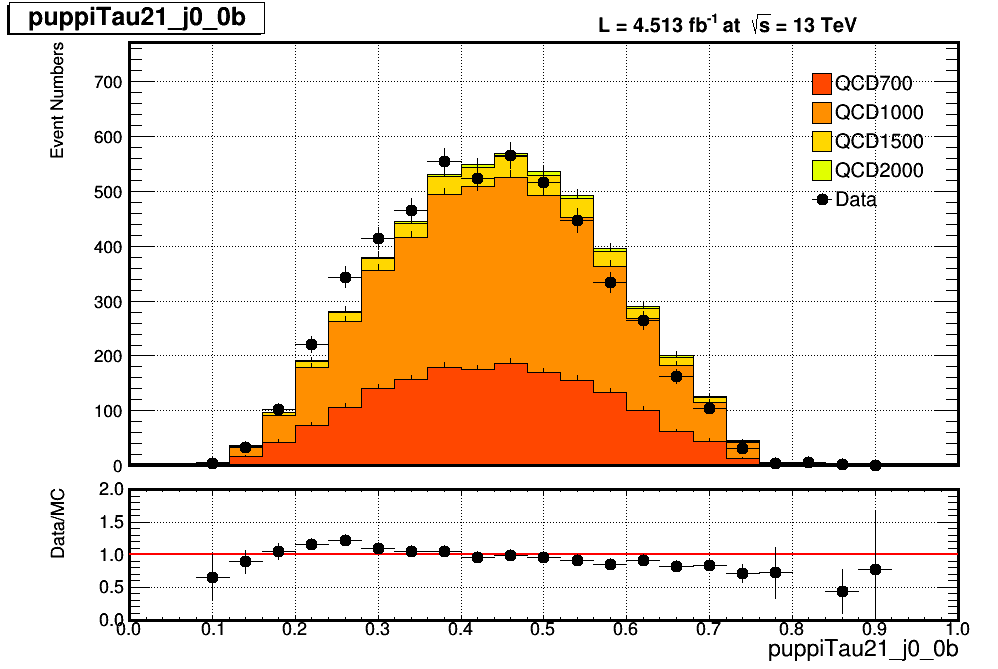 puppiTau21_j0_0b
L = 4.513 fb⁻¹ at √s = 13 TeV
Event Numbers
700
600
500
400
300
200
100
0
QCD700
QCD1000
QCD1500
QCD2000
Data
Data/MC
2.0
1.5
1.0
0.5
0.0
0.0 0.1 0.2 0.3 0.4 0.5 0.6 0.7 0.8 0.9 1.0
puppiTau21_j0_0b